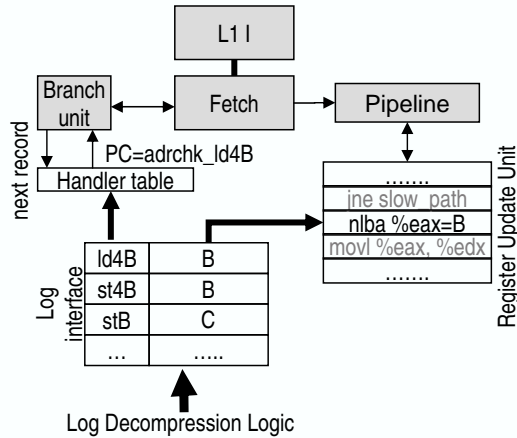 L1 I
Branch
unit
Fetch
Pipeline
next record
PC=adrchk_ld4B
Handler table
Register Update Unit
.......
jne slow_path
nlba %eax=B
movl %eax, %edx
.......
Log
interface
ld4B B
st4B B
stB C
... .....
Log Decompression Logic